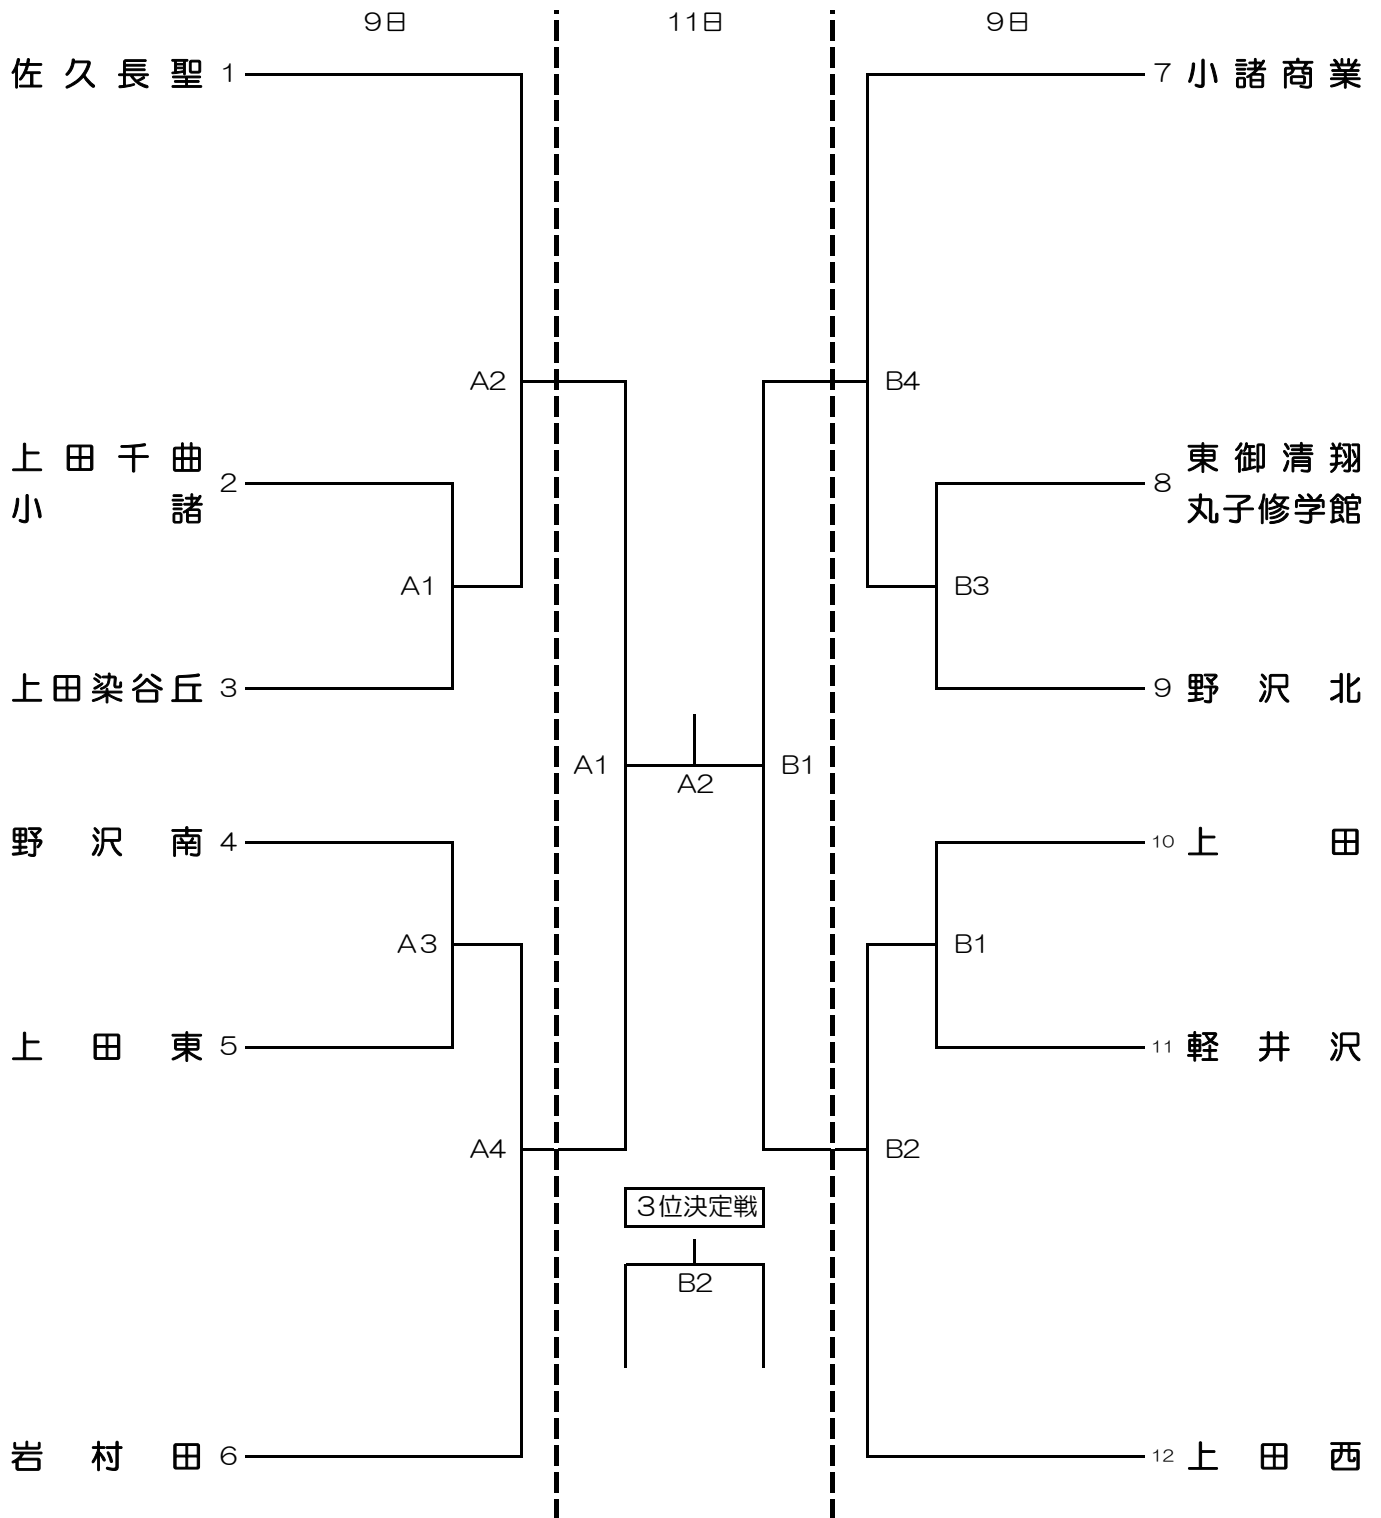 9日
11日
9日
佐久長聖 1
7 小諸商業
A2
B4
上田千曲
小諸
2
8
東御清翔
丸子修学館
A1
B3
上田染谷丘 3
9 野沢北
A1
A2
B1
野沢南 4
10 上田
A3
B1
上田東 5
11 軽井沢
A4
B2
3位決定戦
B2
岩村田 6
12 上田西